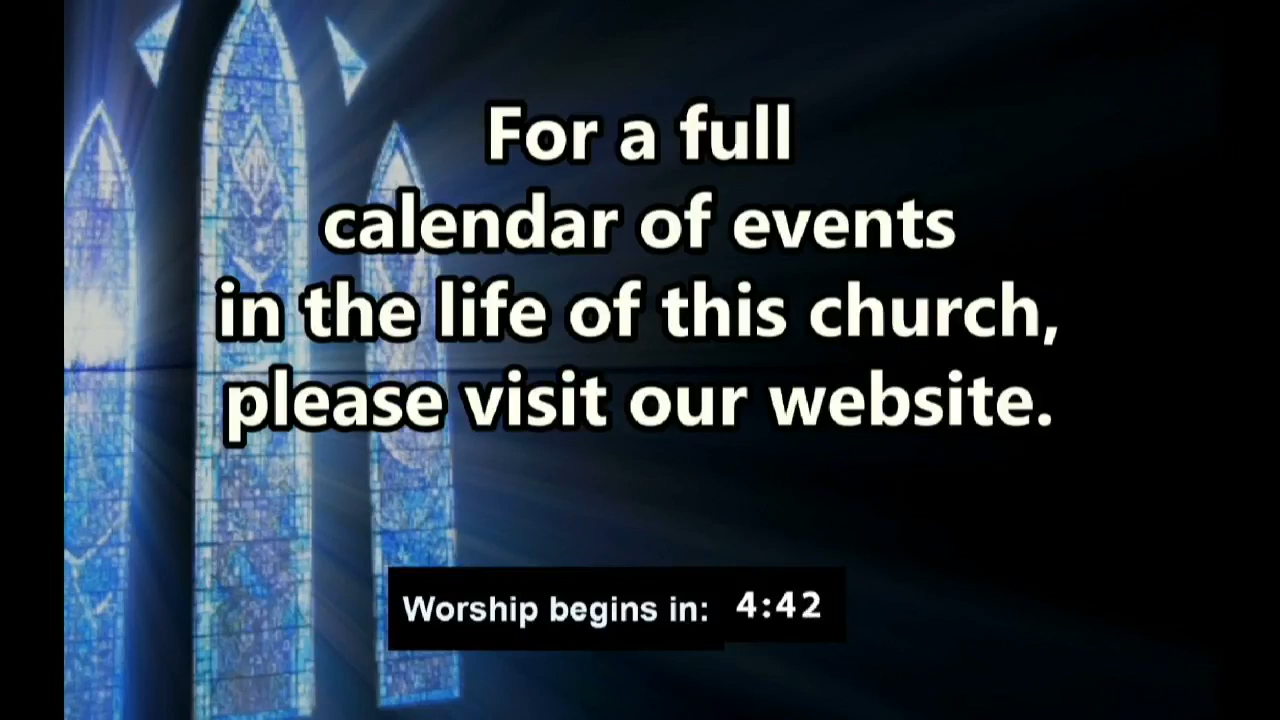 For a full
calendar of events
in the life of this church,
please visit our website.
Worship begins in: 4:42